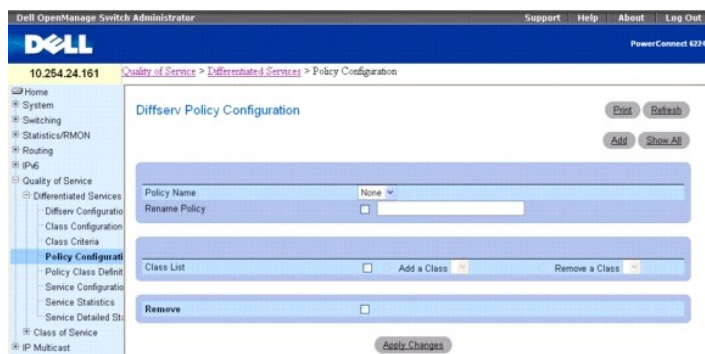 Dell OpenManage Switch Administrator
Support Help About Log Out
DELL
PowerConnect 6224
10.254.24.161
Quality of Service > Differentiated Services > Policy Configuration
Home
System
Switching
Statistics/RMON
Routing
IPv6
Quality of Service
Differentiated Services
Diffserv Configuratio
Class Configuration
Class Criteria
Policy Configurati
Policy Class Definit
Service Configuratio
Service Statistics
Service Detailed Sta
Class of Service
IP Multicast
Diffserv Policy Configuration
Print Refresh
Add Show All
Policy Name None
Rename Policy
Class List Add a Class Remove a Class
Remove
Apply Changes